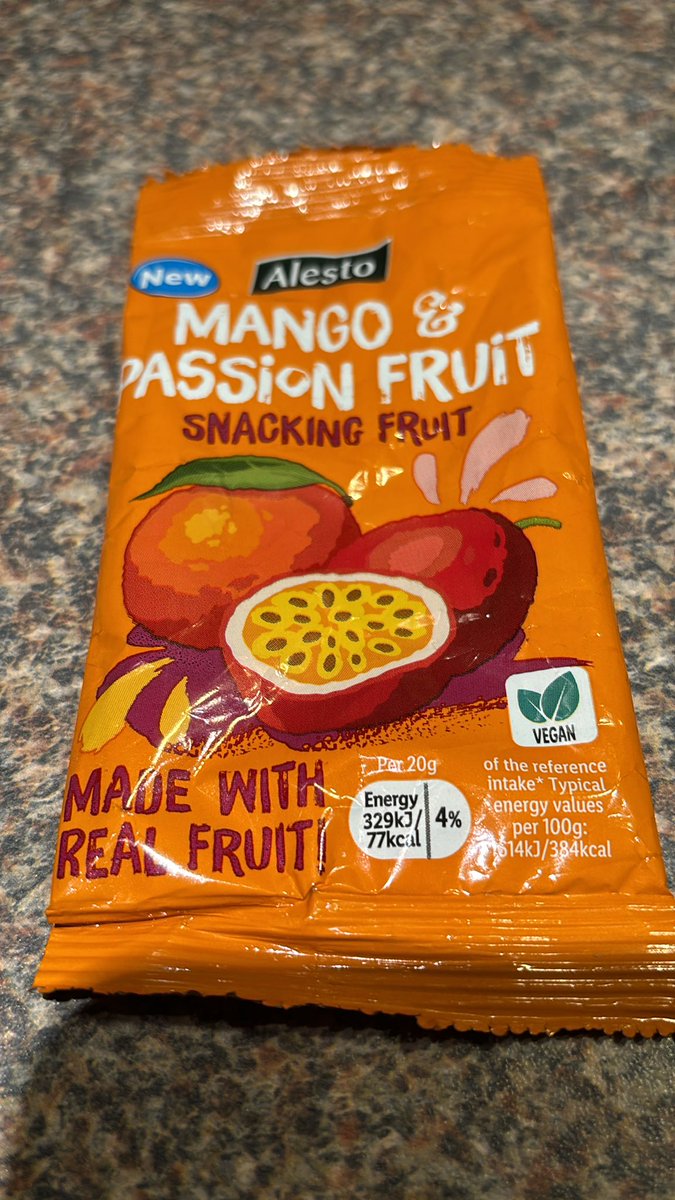 New
Alesto
MANGO &
PASSION FRUIT
SNACKING FRUIT
VEGAN
MADE WITH
REAL FRUIT!
Per 20g
Energy
329kJ/
77kcal
4%
of the reference
intake* Typical
energy values
per 100g:
1614kJ/384kcal